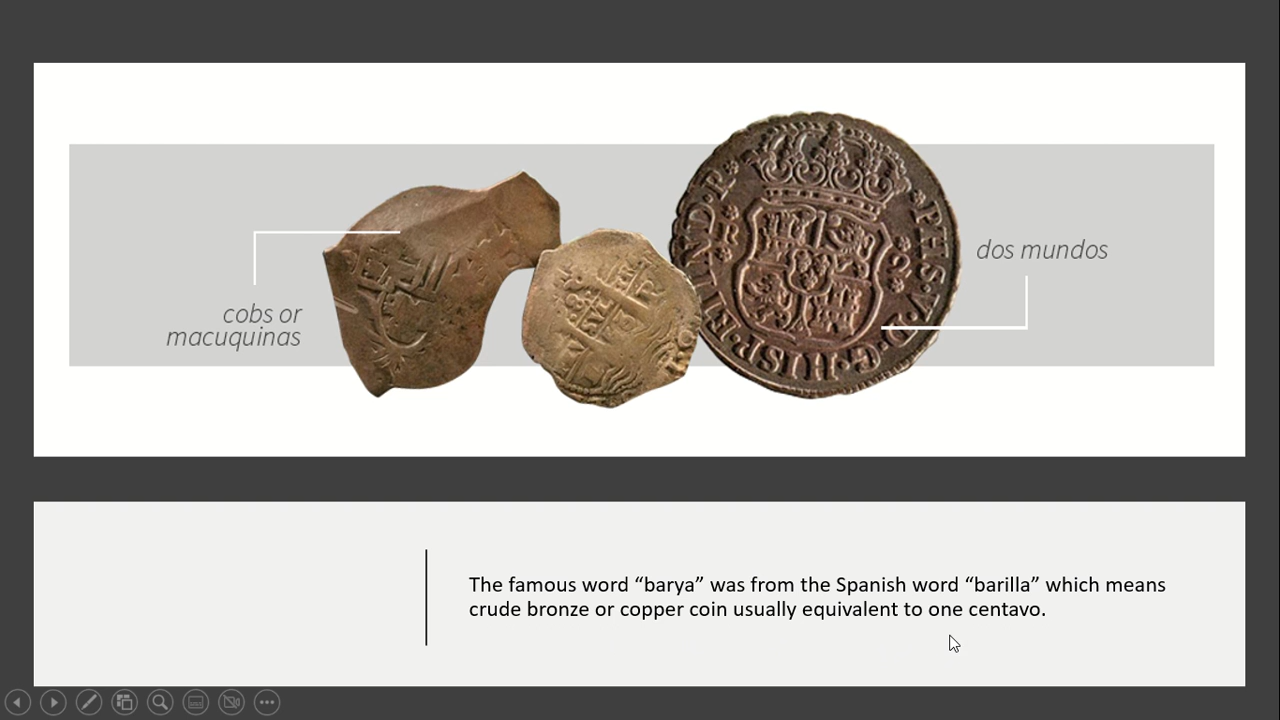 cobs or
macuquinas
dos mundos
The famous word “barya” was from the Spanish word “barilla” which means
crude bronze or copper coin usually equivalent to one centavo.